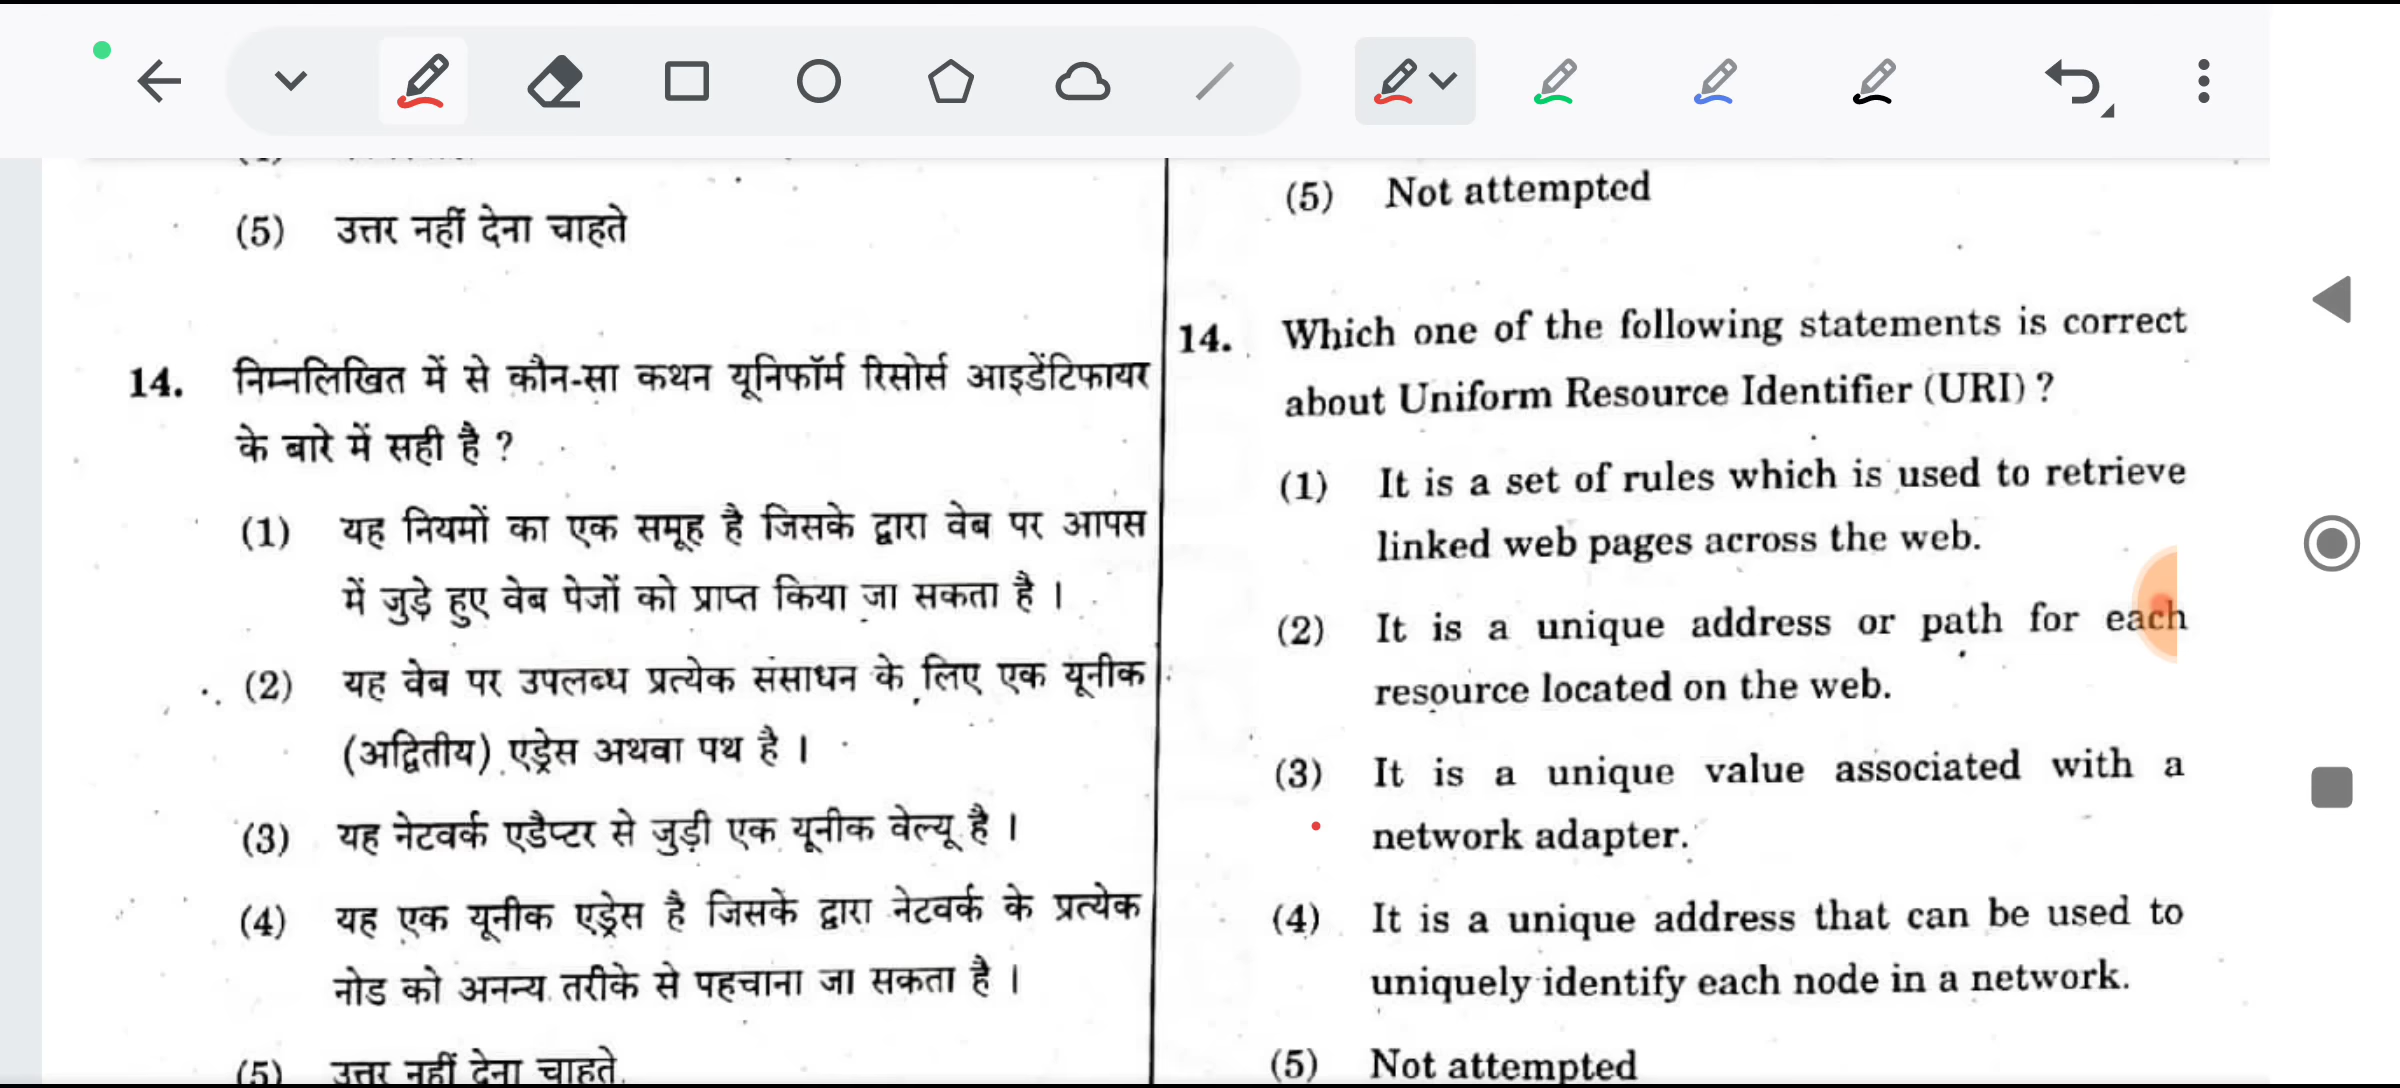 (5) उत्तर नहीं देना चाहते
14. निम्नलिखित में से कौन-सा कथन यूनिफॉर्म रिसोर्स आइडेंटिफायर
के बारे में सही है ?
(1) यह नियमों का एक समूह है जिसके द्वारा वेब पर आपस
में जुड़े हुए वेब पेजों को प्राप्त किया जा सकता है ।
(2) यह वेब पर उपलब्ध प्रत्येक संसाधन के लिए एक यूनीक
(अद्वितीय) एड्रेस अथवा पथ है ।
(3) यह नेटवर्क एडैप्टर से जुड़ी एक यूनीक वेल्यू है ।
(4) यह एक यूनीक एड्रेस है जिसके द्वारा नेटवर्क के प्रत्येक
नोड को अनन्य तरीके से पहचाना जा सकता है ।
(5) उत्तर नहीं देना चाहते
(5) Not attempted
14. Which one of the following statements is correct
about Uniform Resource Identifier (URI) ?
(1) It is a set of rules which is used to retrieve
linked web pages across the web.
(2) It is a unique address or path for each
resource located on the web.
(3) It is a unique value associated with a
network adapter.
(4) It is a unique address that can be used to
uniquely identify each node in a network.
(5) Not attempted